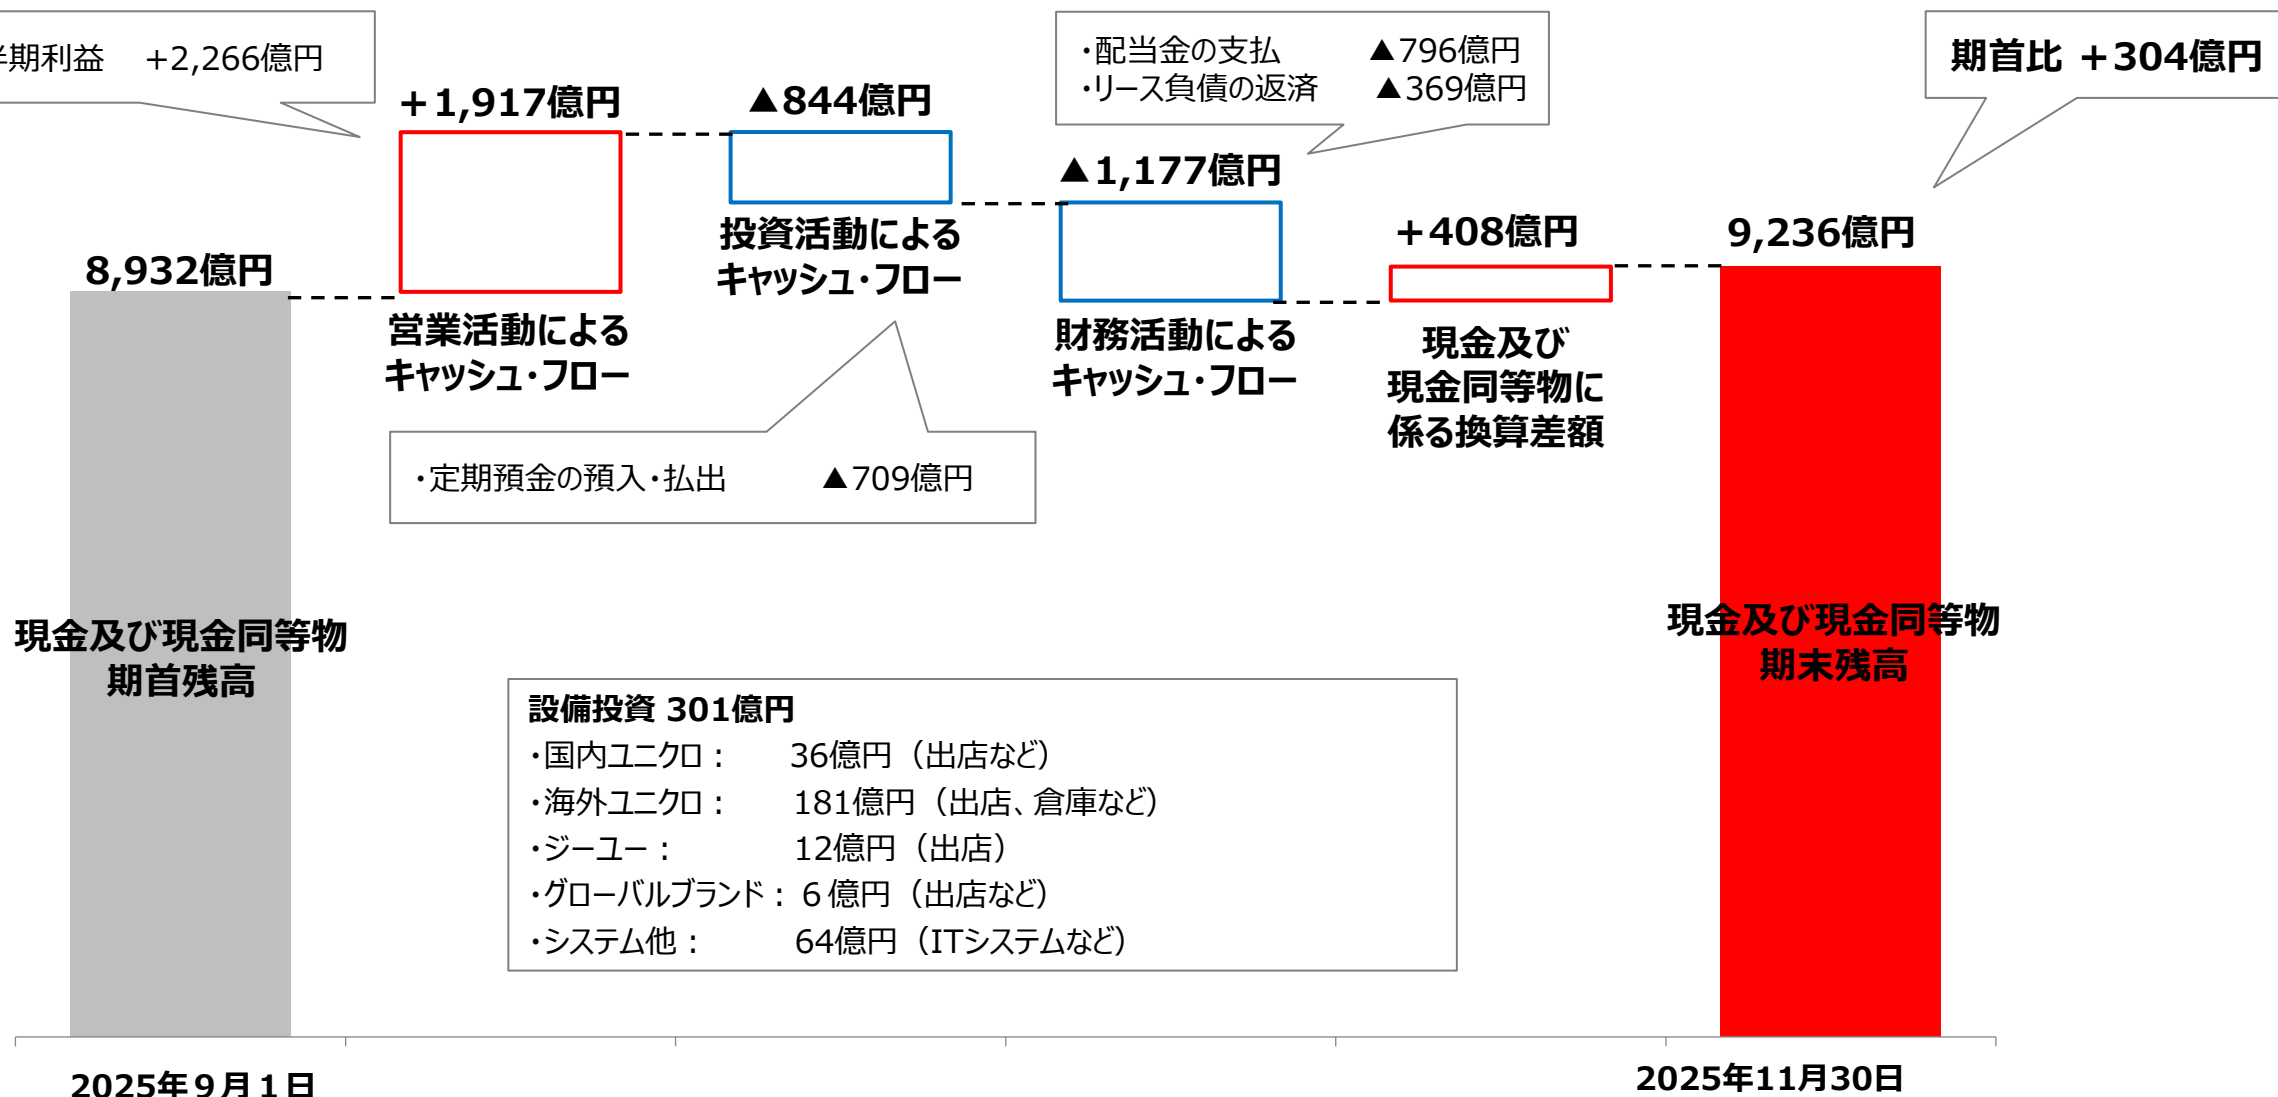 半期利益 +2,266億円
+1,917億円
▲844億円
・配当金の支払 ▲796億円
・リース負債の返済 ▲369億円
期首比 +304億円
▲1,177億円
+408億円
9,236億円
8,932億円
投資活動による
キャッシュ・フロー
営業活動による
キャッシュ・フロー
財務活動による
キャッシュ・フロー
現金及び
現金同等物に
係る換算差額
・定期預金の預入・払出 ▲709億円
現金及び現金同等物
期首残高
現金及び現金同等物
期末残高
設備投資 301億円
・国内ユニクロ： 36億円（出店など）
・海外ユニクロ： 181億円（出店、倉庫など）
・ジーユー： 12億円（出店）
・グローバルブランド：６億円（出店など）
・システム他： 64億円（ITシステムなど）
2025年９月１日
2025年11月30日